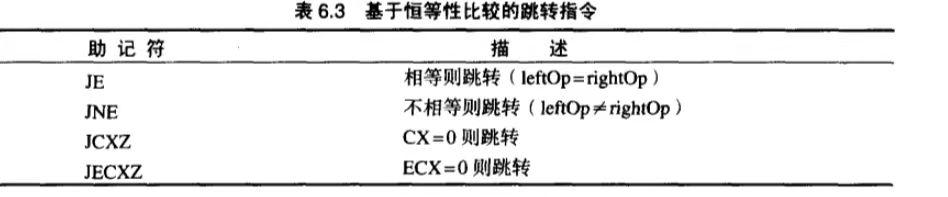 表 6.3 基于恒等性比较的跳转指令
助 记 符 描 述
JE 相等则跳转（leftOp=rightOp）
JNE 不相等则跳转（leftOp≠rightOp）
JCXZ CX=0 则跳转
JECXZ ECX=0 则跳转